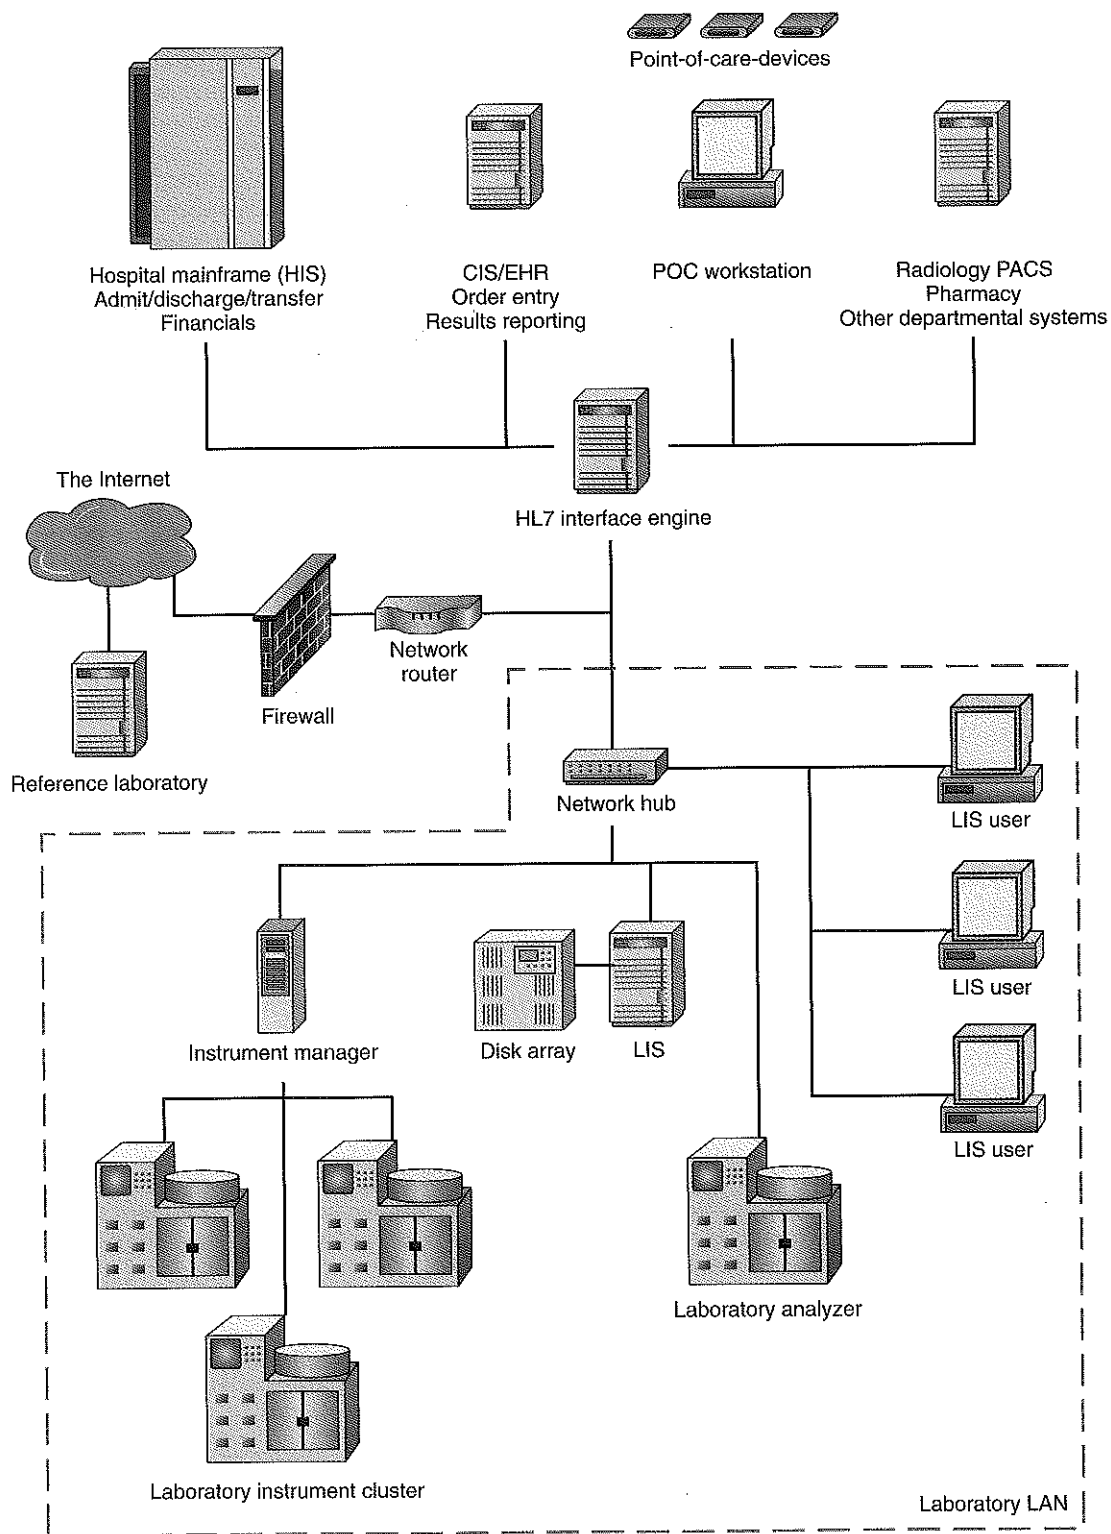 Point-of-care-devices
Hospital mainframe (HIS)
Admit/discharge/transfer
Financials
CIS/EHR
Order entry
Results reporting
POC workstation
Radiology PACS
Pharmacy
Other departmental systems
The Internet
HL7 interface engine
Network
router
Firewall
Reference laboratory
Network hub
LIS user
LIS user
LIS user
Instrument manager
Disk array
LIS
Laboratory analyzer
Laboratory instrument cluster
Laboratory LAN